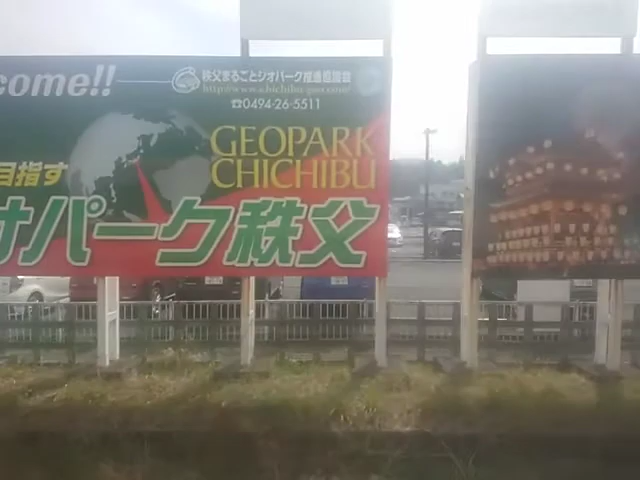 come!!
秩父まるごとジオパーク推進協議会
http://www.chichibu-geo.com/
☎0494-26-5511
GEOPARK
CHICHIBU
目指す
オパーク秩父